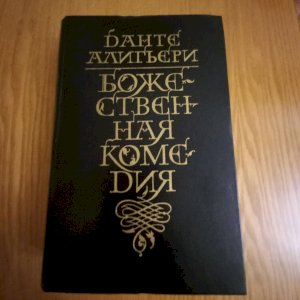 ДАНТЕ
АЛИГЬЕРИ
БОЖЕ-
СТВЕН-
НАЯ
КОМЕ-
ДИЯ